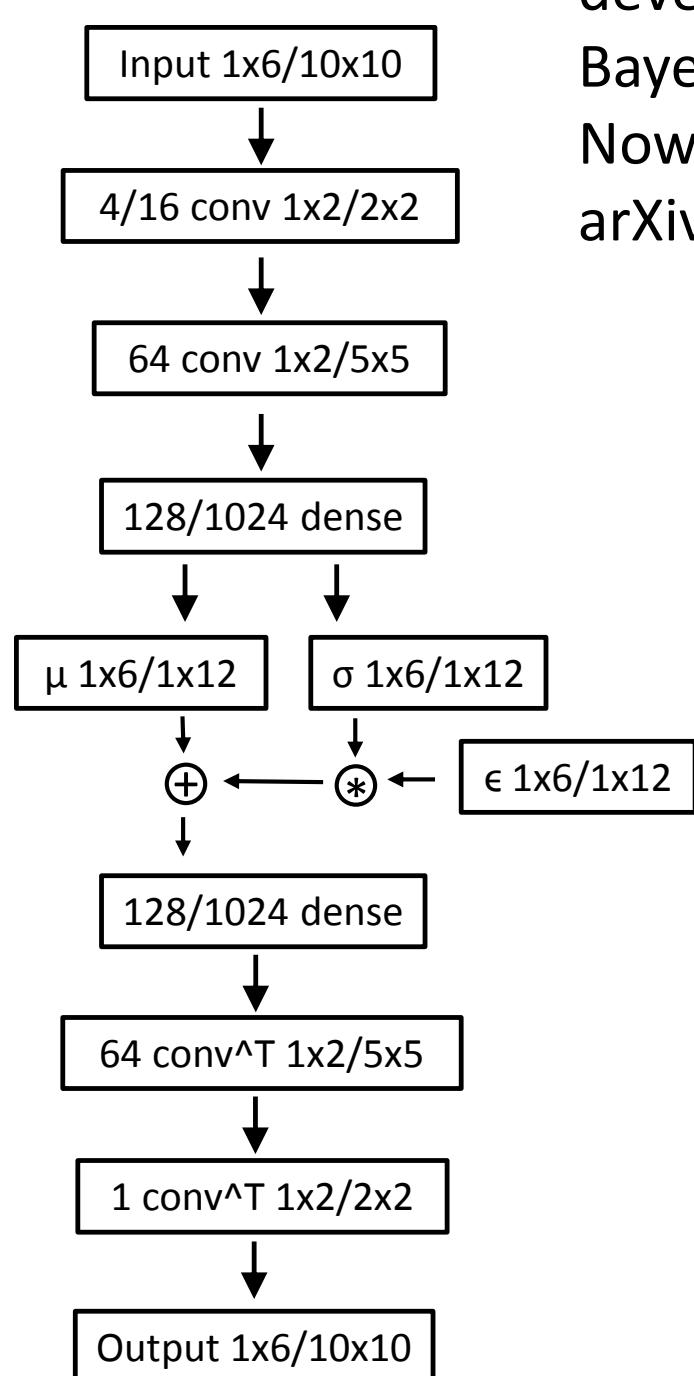 Baye
Now
arXiv
Input 1x6/10x10
4/16 conv 1x2/2x2
64 conv 1x2/5x5
128/1024 dense
μ 1x6/1x12
σ 1x6/1x12
+
*
ϵ 1x6/1x12
128/1024 dense
64 conv^T 1x2/5x5
1 conv^T 1x2/2x2
Output 1x6/10x10